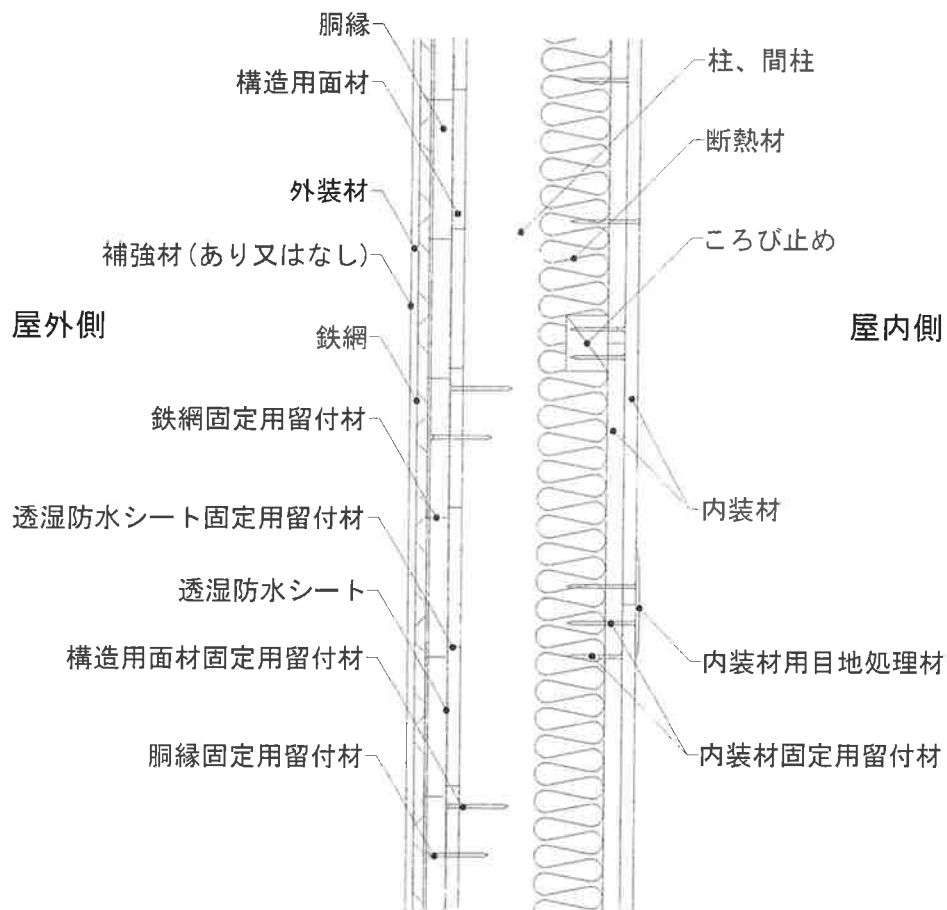 胴縁
構造用面材
外装材
補強材(あり又はなし)
屋外側
鉄網
鉄網固定用留付材
透湿防水シート固定用留付材
透湿防水シート
構造用面材固定用留付材
胴縁固定用留付材
柱、間柱
断熱材
ころび止め
屋内側
内装材
内装材用目地処理材
内装材固定用留付材